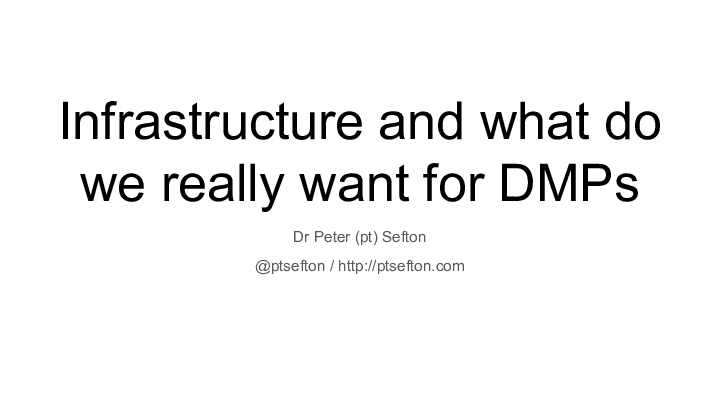 Infrastructure and what do
we really want for DMPs
Dr Peter (pt) Sefton
@ptsefton / http://ptsefton.com